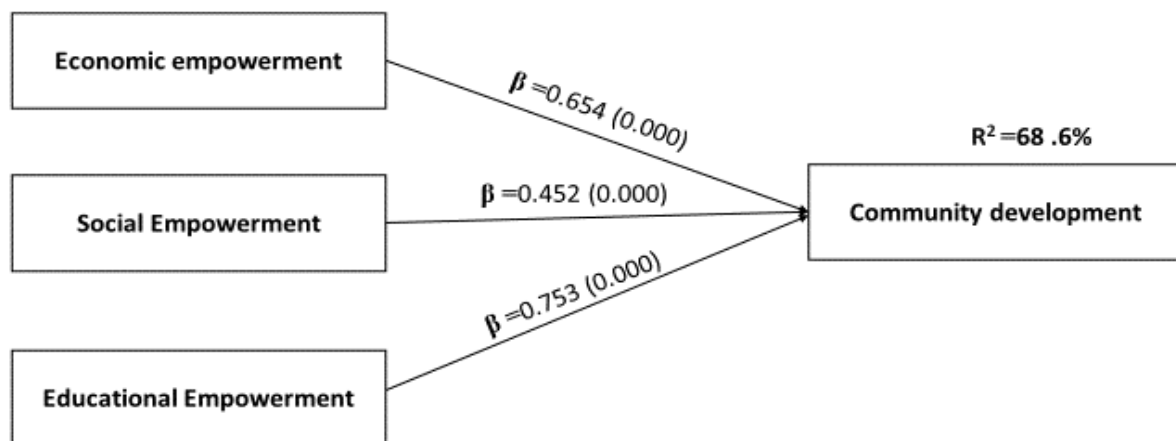 Economic empowerment
β =0.654 (0.000)
R² =68 .6%
Social Empowerment
β =0.452 (0.000)
Community development
β =0.753 (0.000)
Educational Empowerment